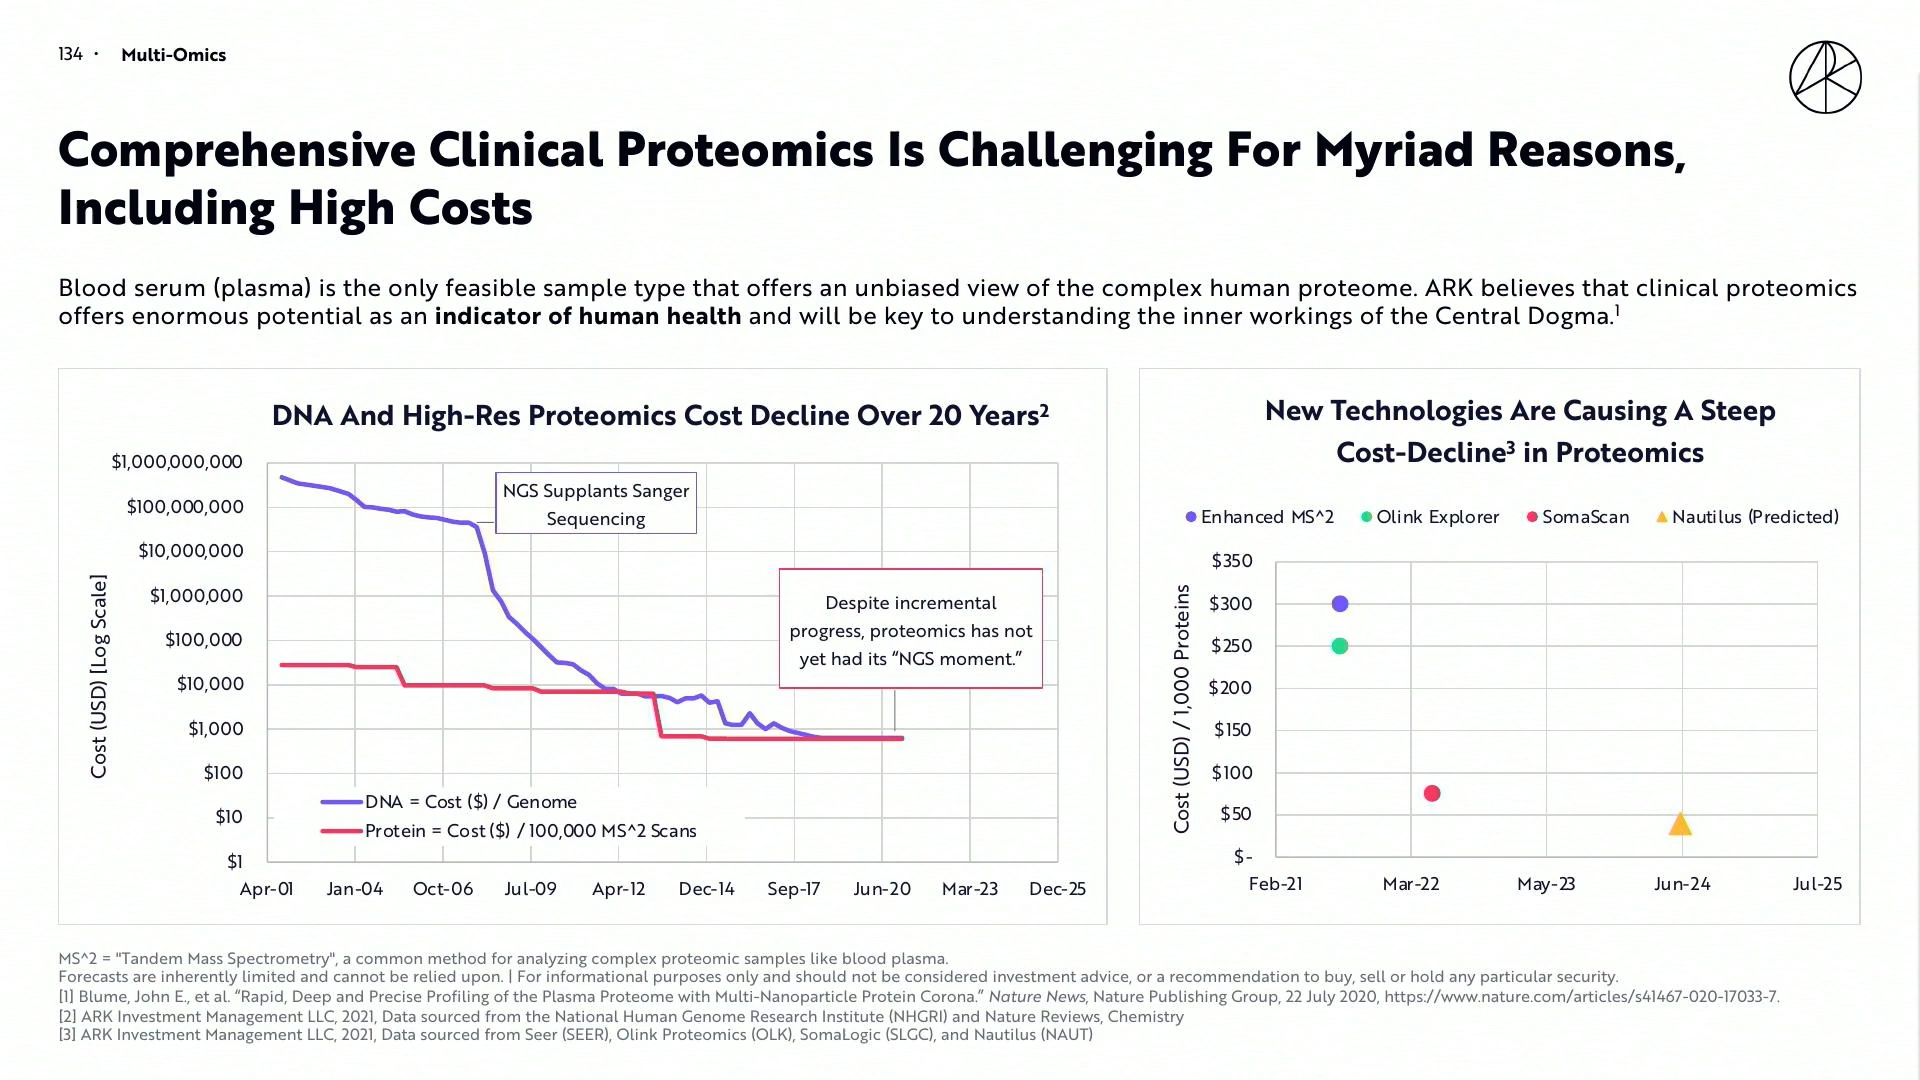 134 · Multi-Omics
Comprehensive Clinical Proteomics Is Challenging For Myriad Reasons,
Including High Costs
Blood serum (plasma) is the only feasible sample type that offers an unbiased view of the complex human proteome. ARK believes that clinical proteomics
offers enormous potential as an indicator of human health and will be key to understanding the inner workings of the Central Dogma.¹
DNA And High-Res Proteomics Cost Decline Over 20 Years²
Cost (USD) [Log Scale]
$1,000,000,000
$100,000,000
$10,000,000
$1,000,000
$100,000
$10,000
$1,000
$100
$10
$1
NGS Supplants Sanger
Sequencing
Despite incremental
progress, proteomics has not
yet had its “NGS moment.”
DNA = Cost ($) / Genome
Protein = Cost ($) / 100,000 MS^2 Scans
Apr-01 Jan-04 Oct-06 Jul-09 Apr-12 Dec-14 Sep-17 Jun-20 Mar-23 Dec-25
New Technologies Are Causing A Steep
Cost-Decline³ in Proteomics
Enhanced MS^2 Olink Explorer SomaScan Nautilus (Predicted)
Cost (USD) / 1,000 Proteins
$350
$300
$250
$200
$150
$100
$50
$-
Feb-21 Mar-22 May-23 Jun-24 Jul-25
MS^2 = "Tandem Mass Spectrometry", a common method for analyzing complex proteomic samples like blood plasma.
Forecasts are inherently limited and cannot be relied upon. | For informational purposes only and should not be considered investment advice, or a recommendation to buy, sell or hold any particular security.
[1] Blume, John E., et al. “Rapid, Deep and Precise Profiling of the Plasma Proteome with Multi-Nanoparticle Protein Corona.” Nature News, Nature Publishing Group, 22 July 2020, https://www.nature.com/articles/s41467-020-17033-7.
[2] ARK Investment Management LLC, 2021, Data sourced from the National Human Genome Research Institute (NHGRI) and Nature Reviews, Chemistry
[3] ARK Investment Management LLC, 2021, Data sourced from Seer (SEER), Olink Proteomics (OLK), SomaLogic (SLGC), and Nautilus (NAUT)